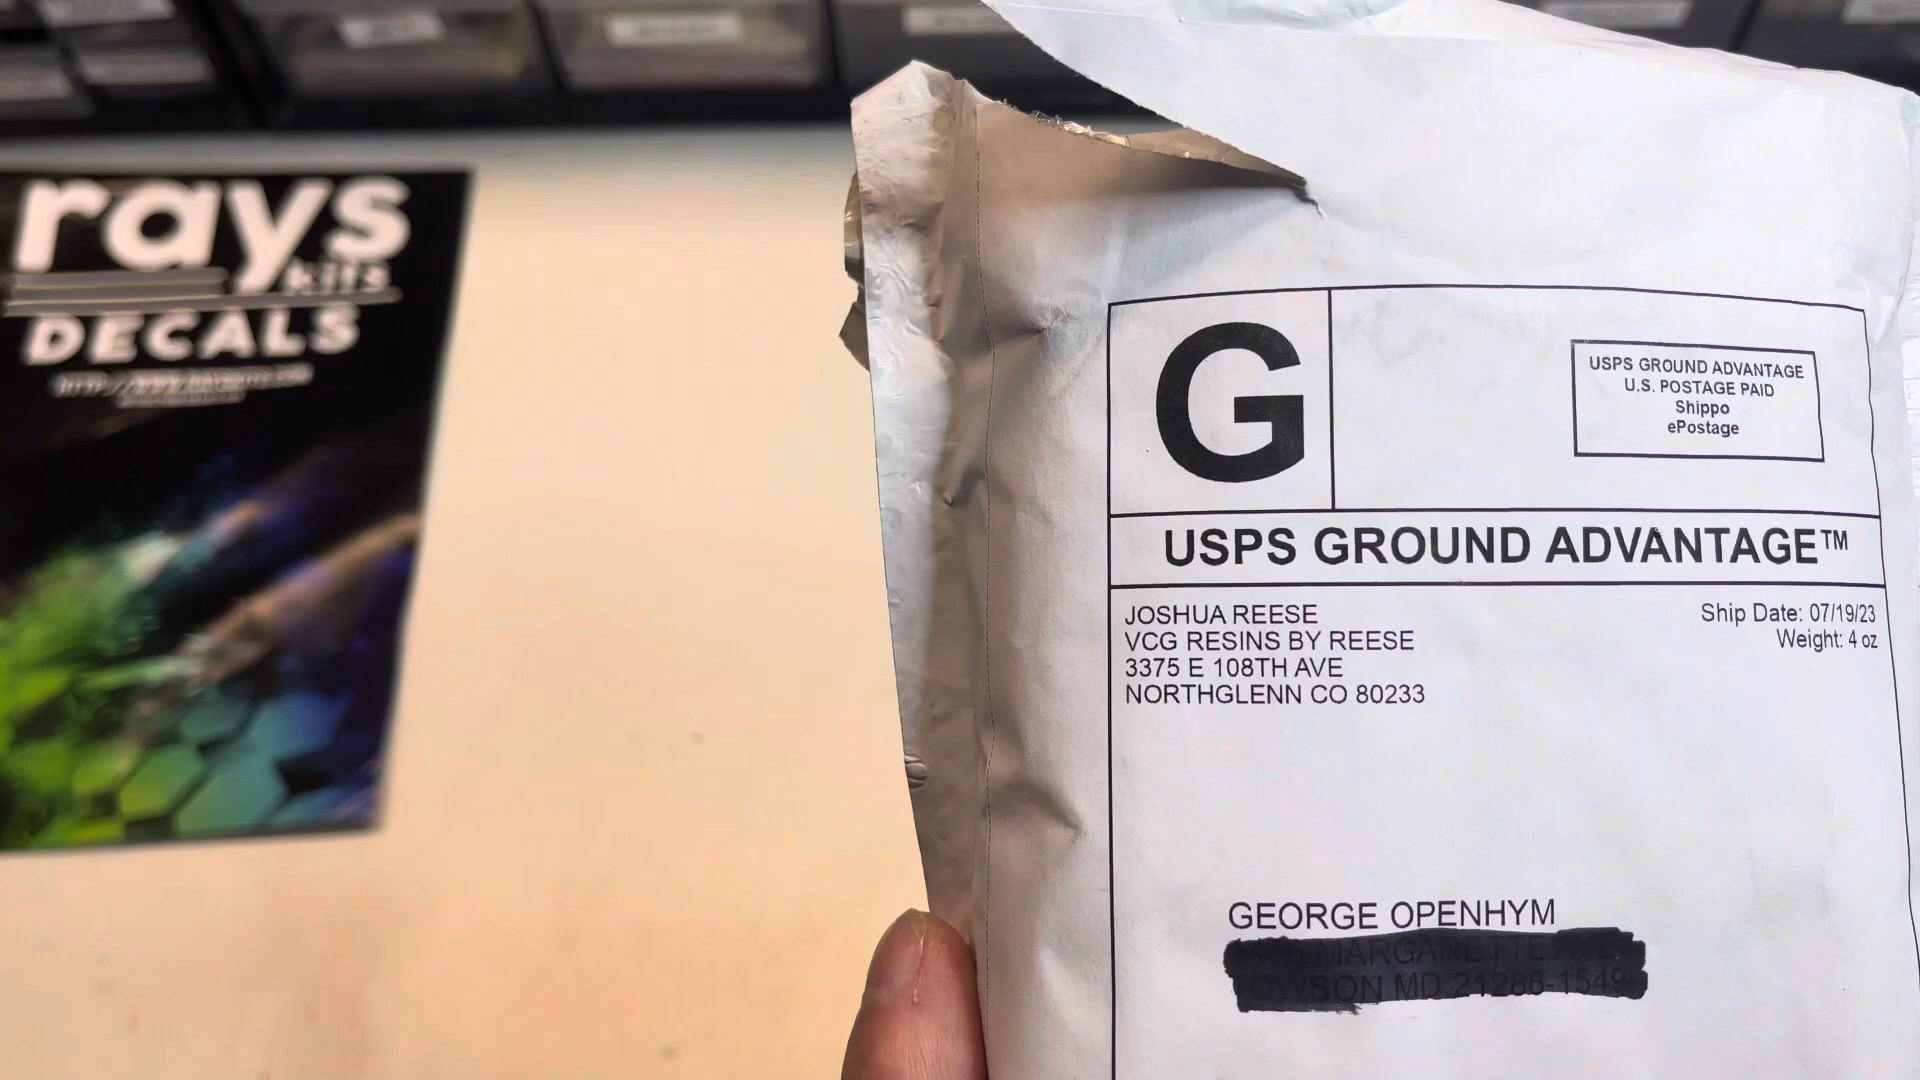 rays
kits
DECALS
G
USPS GROUND ADVANTAGE
U.S. POSTAGE PAID
Shippo
ePostage
USPS GROUND ADVANTAGE™
JOSHUA REESE
VCG RESINS BY REESE
3375 E 108TH AVE
NORTHGLENN CO 80233
Ship Date: 07/19/23
Weight: 4 oz
GEORGE OPENHYM